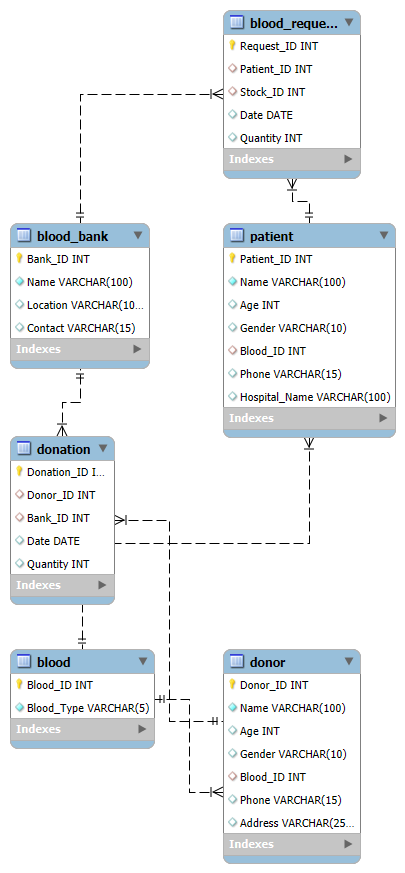 blood_reque...
Request_ID INT
Patient_ID INT
Stock_ID INT
Date DATE
Quantity INT
Indexes
blood_bank
Bank_ID INT
Name VARCHAR(100)
Location VARCHAR(10...
Contact VARCHAR(15)
Indexes
patient
Patient_ID INT
Name VARCHAR(100)
Age INT
Gender VARCHAR(10)
Blood_ID INT
Phone VARCHAR(15)
Hospital_Name VARCHAR(100)
Indexes
donation
Donation_ID I...
Donor_ID INT
Bank_ID INT
Date DATE
Quantity INT
Indexes
blood
Blood_ID INT
Blood_Type VARCHAR(5)
Indexes
donor
Donor_ID INT
Name VARCHAR(100)
Age INT
Gender VARCHAR(10)
Blood_ID INT
Phone VARCHAR(15)
Address VARCHAR(25...
Indexes